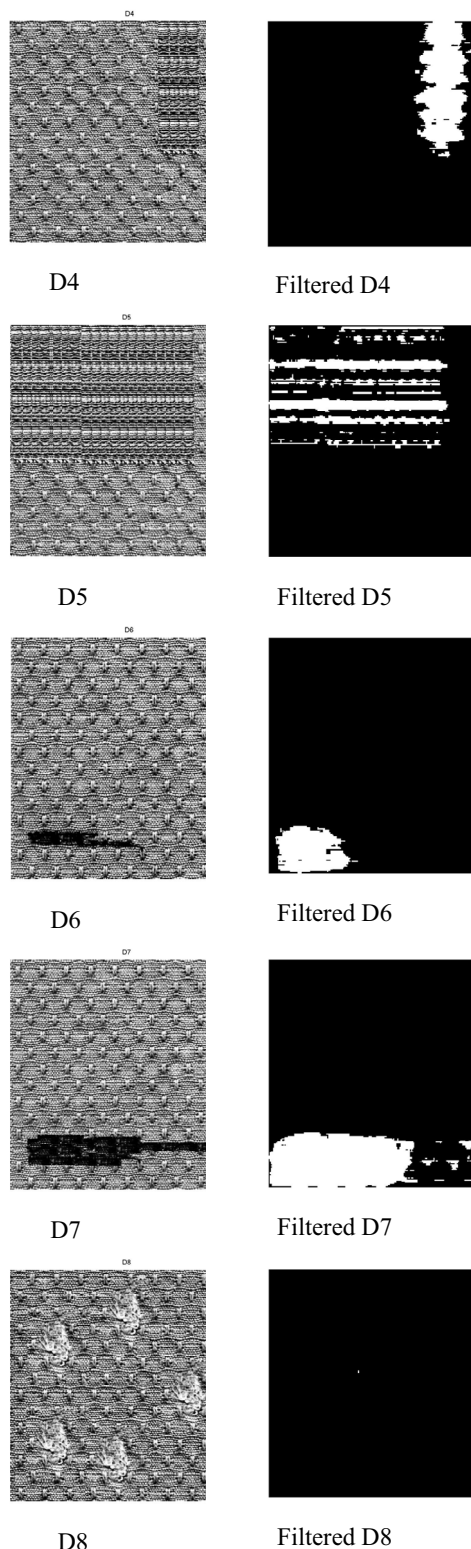 D4
D4 Filtered D4
D5
D5 Filtered D5
D6
D6 Filtered D6
D7
D7 Filtered D7
D8
D8 Filtered D8